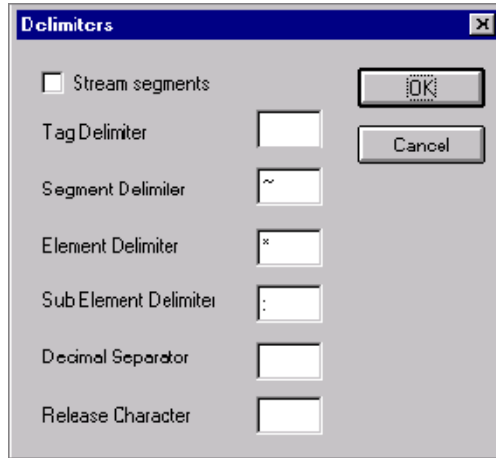 Delimiters
Stream segments
OK
Tag Delimiter
Cancel
Segment Delimiter
~
Element Delimiter
*
Sub Element Delimiter
:
Decimal Separator
Release Character